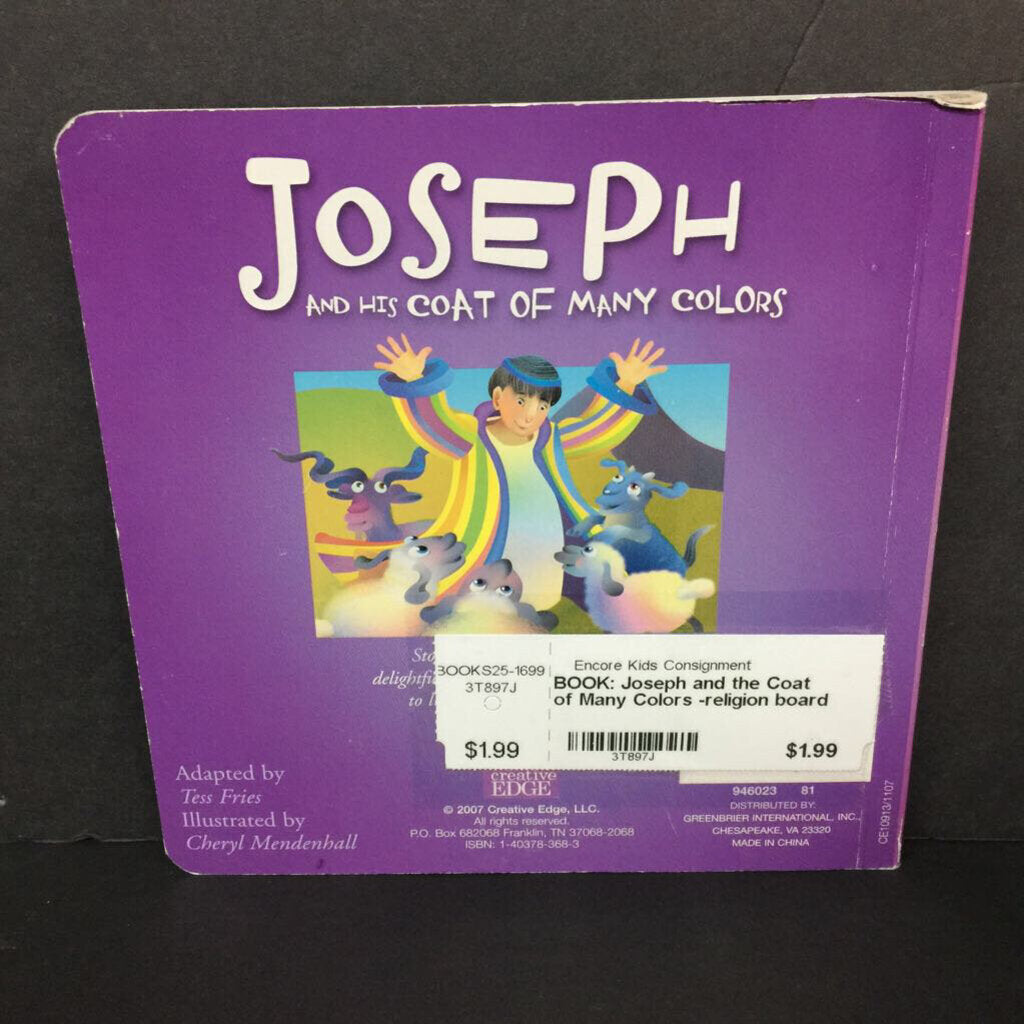 JOSEPH
AND HIS COAT OF MANY COLORS
delightfu
to
BOOKS25-1699
3T897J
$1.99
Encore Kids Consignment
BOOK: Joseph and the Coat
of Many Colors -religion board
3T897J
$1.99
Adapted by
Tess Fries
Illustrated by
Cheryl Mendenhall
creative
EDGE
© 2007 Creative Edge, LLC.
All rights reserved.
P.O. Box 682068 Franklin, TN 37068-2068
ISBN: 1-40378-368-3
946023 81
DISTRIBUTED BY:
GREENBRIER INTERNATIONAL, INC.,
CHESAPEAKE, VA 23320
MADE IN CHINA
CE10913/1107